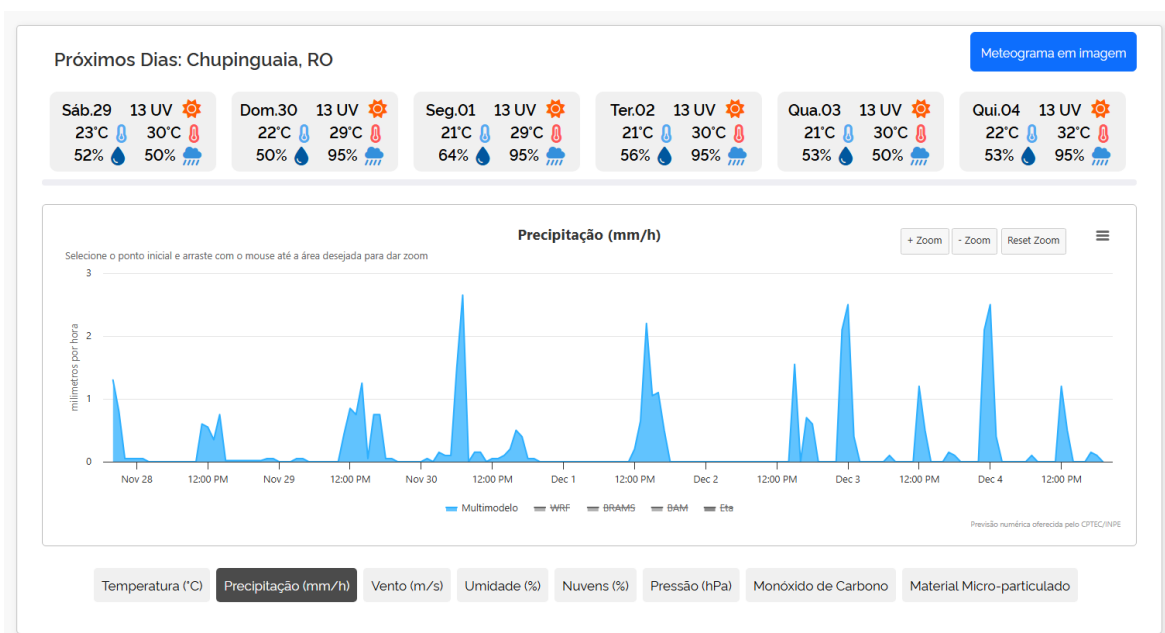 Próximos Dias: Chupinguaia, RO
Meteograma em imagem
Sáb.29 13 UV
23°C 30°C
52% 50%
Dom.30 13 UV
22°C 29°C
50% 95%
Seg.01 13 UV
21°C 29°C
64% 95%
Ter.02 13 UV
21°C 30°C
56% 95%
Qua.03 13 UV
21°C 30°C
53% 50%
Qui.04 13 UV
22°C 32°C
53% 95%
Precipitação (mm/h)
+ Zoom - Zoom Reset Zoom
Selecione o ponto inicial e arraste com o mouse até a área desejada para dar zoom
milímetros por hora
3
2
1
0
Nov 28 12:00 PM Nov 29 12:00 PM Nov 30 12:00 PM Dec 1 12:00 PM Dec 2 12:00 PM Dec 3 12:00 PM Dec 4 12:00 PM
Multimodelo WRF BRAMS BAM Eta
Previsão numérica oferecida pelo CPTEC/INPE
Temperatura (°C) Precipitação (mm/h) Vento (m/s) Umidade (%) Nuvens (%) Pressão (hPa) Monóxido de Carbono Material Micro-particulado